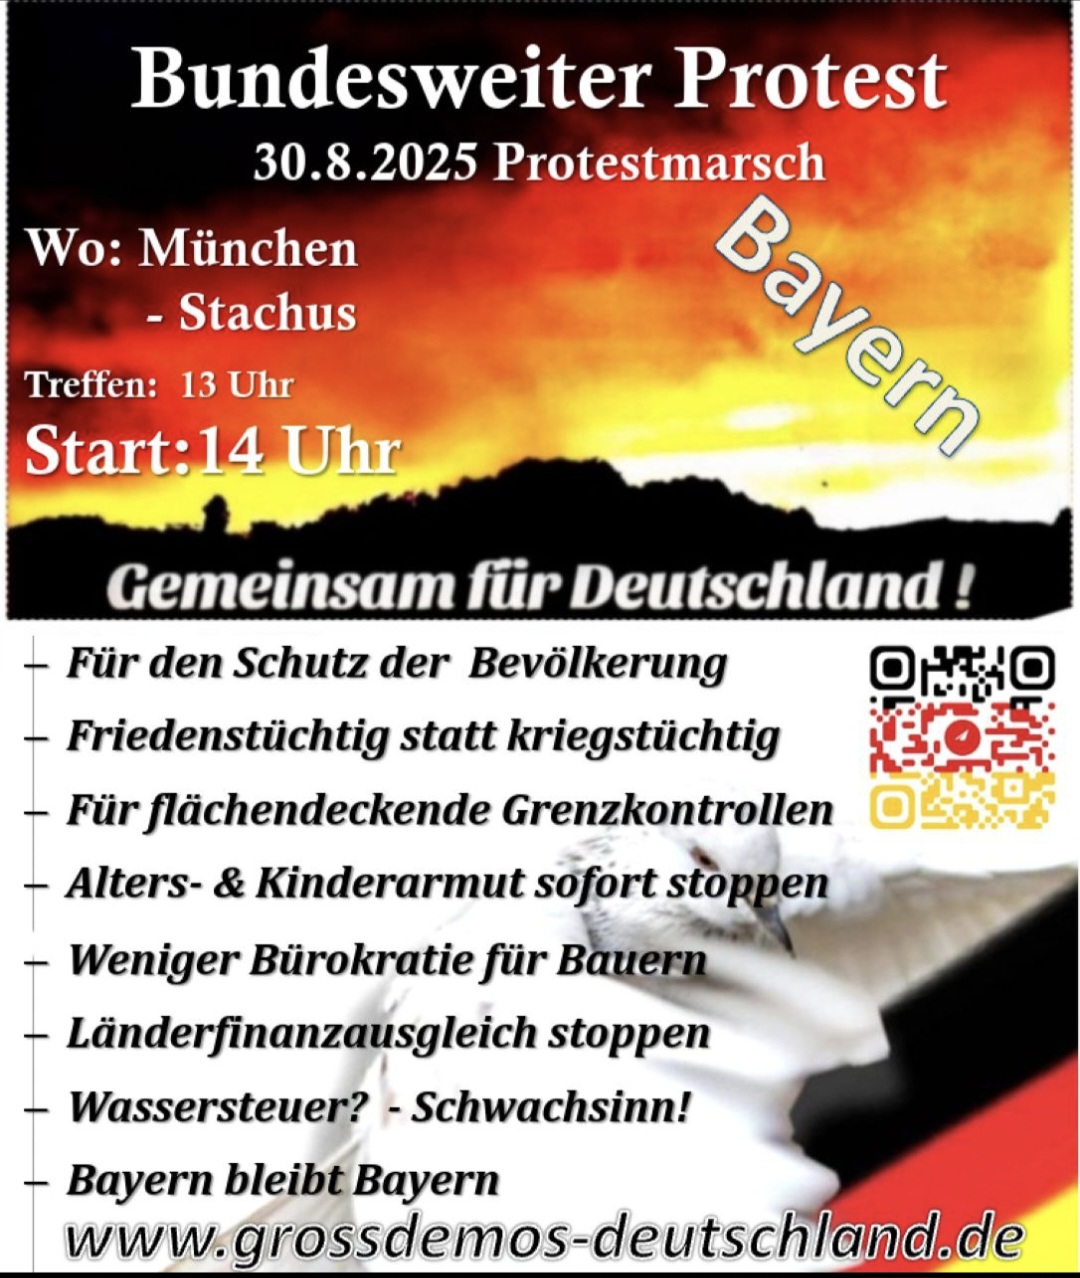 Bundesweiter Protest
30.8.2025 Protestmarsch
Bayern
Wo: München
- Stachus
Treffen: 13 Uhr
Start:14 Uhr
Gemeinsam für Deutschland !
– Für den Schutz der Bevölkerung
– Friedenstüchtig statt kriegstüchtig
– Für flächendeckende Grenzkontrollen
– Alters- & Kinderarmut sofort stoppen
– Weniger Bürokratie für Bauern
– Länderfinanzausgleich stoppen
– Wassersteuer? - Schwachsinn!
– Bayern bleibt Bayern
www.grossdemos-deutschland.de